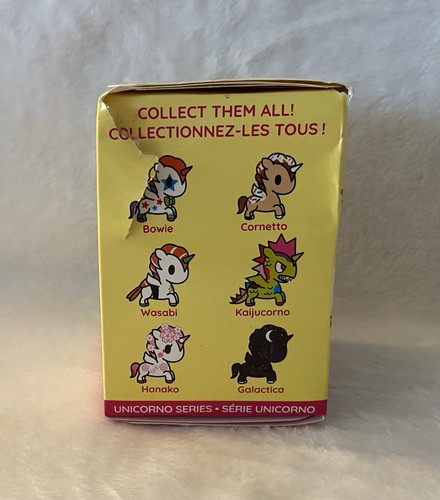 COLLECT THEM ALL!
COLLECTIONNEZ-LES TOUS !
Bowie
Cornetto
Wasabi
Kaijucorno
Hanako
Galactica
UNICORNO SERIES • SÉRIE UNICORNO